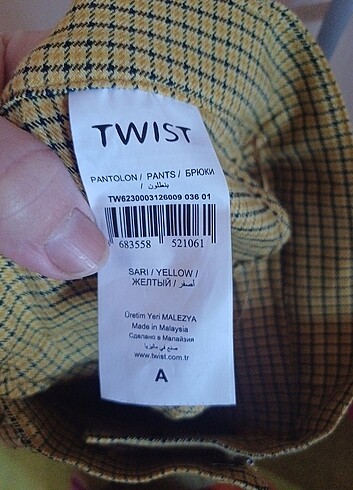 TWIST
PANTOLON / PANTS / БРЮКИ
/ بنطلون
TW6230003126009 036 01
683558 521061
SARI / YELLOW /
ЖЕЛТЫЙ / أصفر
Üretim Yeri MALEZYA
Made in Malaysia
Сделано в Малайзия
صنع في ماليزيا
www.twist.com.tr
A